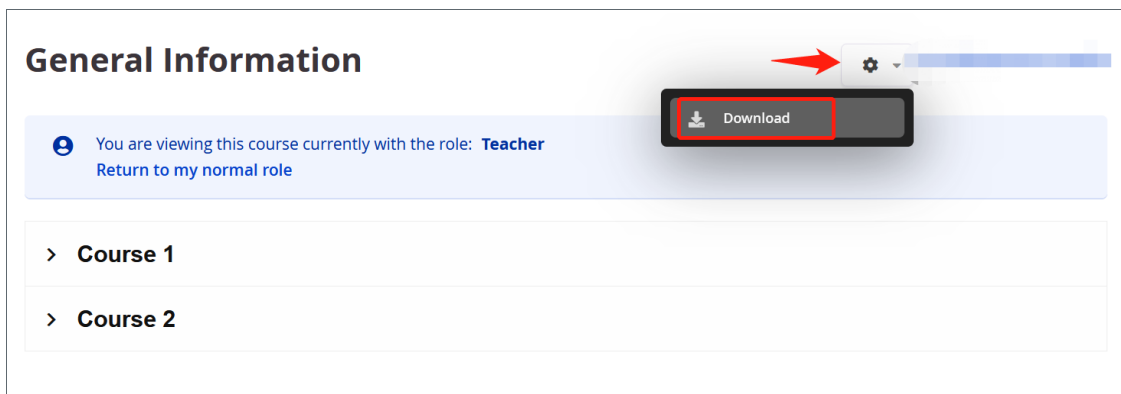 General Information
Download
You are viewing this course currently with the role: Teacher
Return to my normal role
Course 1
Course 2